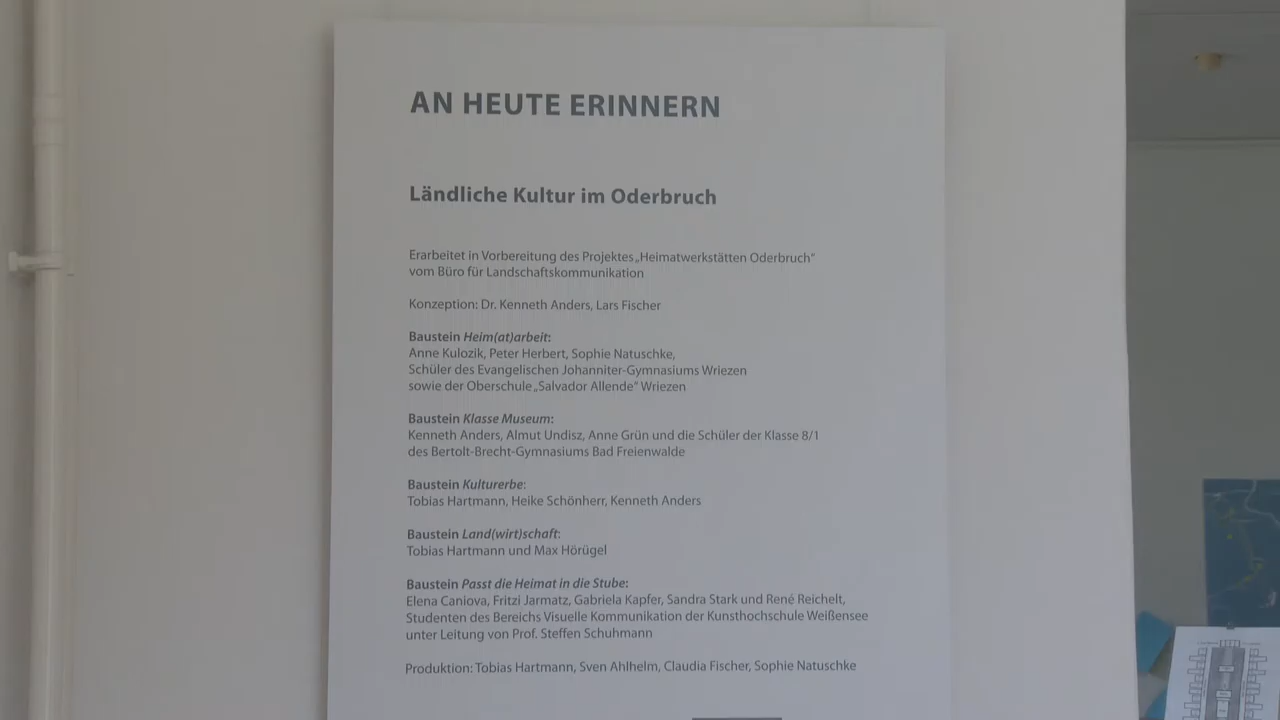 AN HEUTE ERINNERN
Ländliche Kultur im Oderbruch
Erarbeitet in Vorbereitung des Projektes „Heimatwerkstätten Oderbruch“
vom Büro für Landschaftskommunikation
Konzeption: Dr. Kenneth Anders, Lars Fischer
Baustein Heim(at)arbeit:
Anne Kulozik, Peter Herbert, Sophie Natuschke,
Schüler des Evangelischen Johanniter-Gymnasiums Wriezen
sowie der Oberschule „Salvador Allende“ Wriezen
Baustein Klasse Museum:
Kenneth Anders, Almut Undisz, Anne Grün und die Schüler der Klasse 8/1
des Bertolt-Brecht-Gymnasiums Bad Freienwalde
Baustein Kulturerbe:
Tobias Hartmann, Heike Schönherr, Kenneth Anders
Baustein Land(wirt)schaft:
Tobias Hartmann und Max Hörügel
Baustein Passt die Heimat in die Stube:
Elena Caniova, Fritzi Jarmatz, Gabriela Kapfer, Sandra Stark und René Reichelt,
Studenten des Bereichs Visuelle Kommunikation der Kunsthochschule Weißensee
unter Leitung von Prof. Steffen Schuhmann
Produktion: Tobias Hartmann, Sven Ahlhelm, Claudia Fischer, Sophie Natuschke